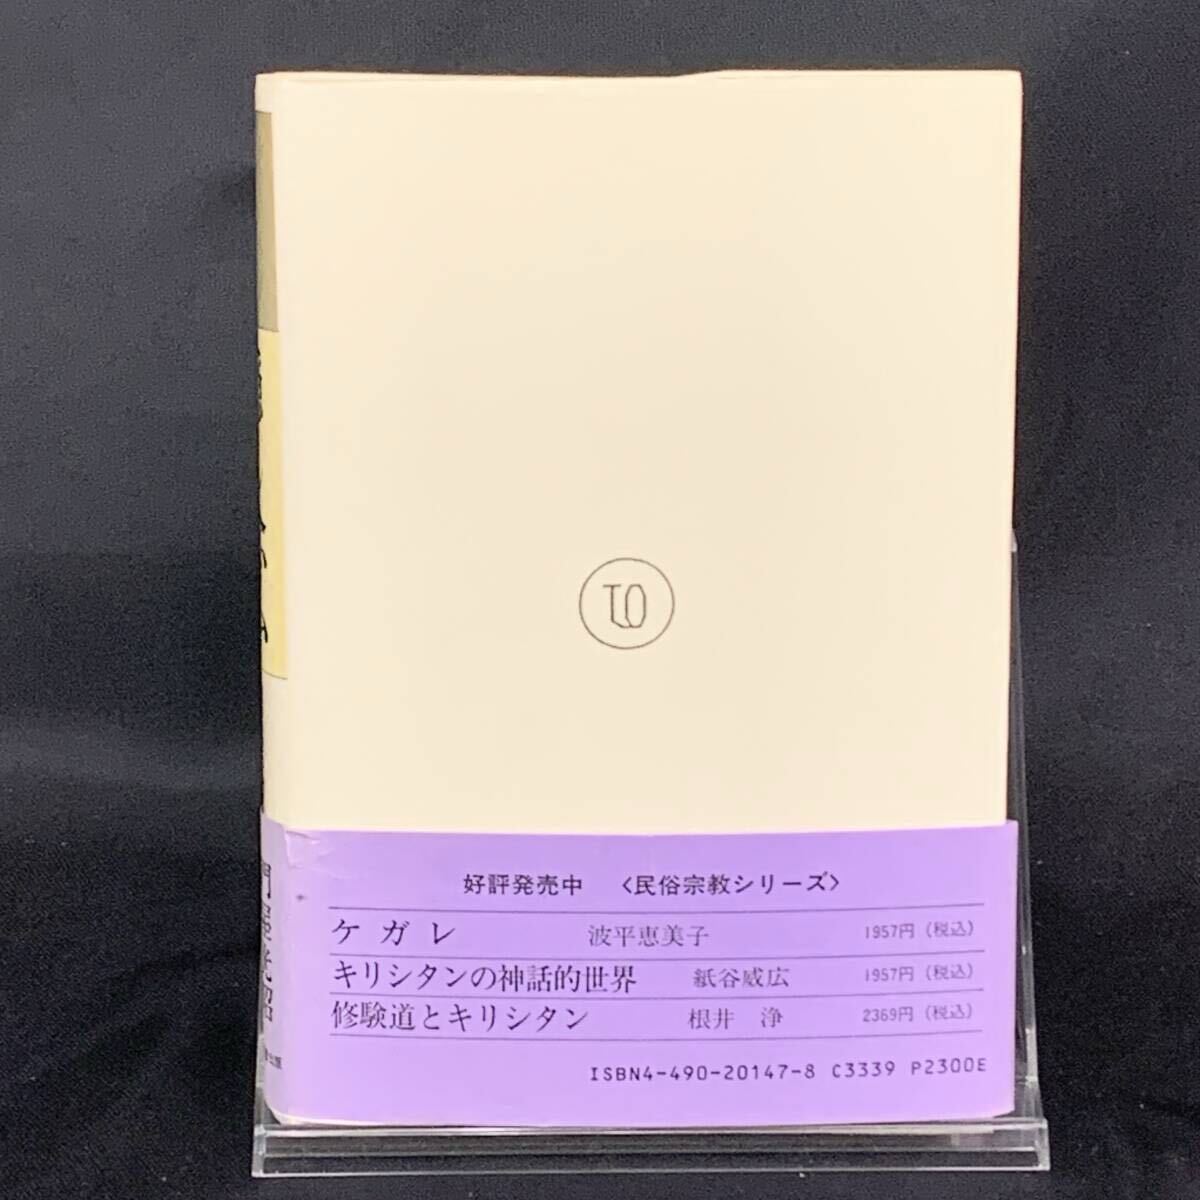 TO
好評発売中 〈民俗宗教シリーズ〉
ケガレ 波平恵美子 1957円(税込)
キリシタンの神話的世界 紙谷威広 1957円(税込)
修験道とキリシタン 根井 浄 2369円(税込)
ISBN4-490-20147-8 C3339 P2300E